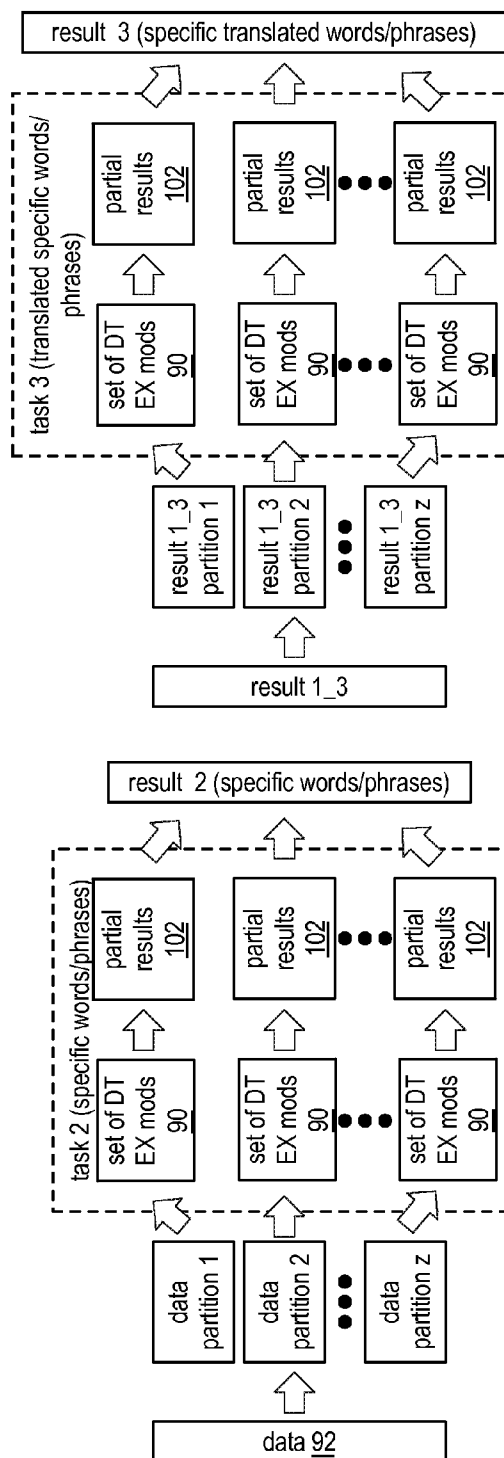 data 92
data
partition 1
data
partition 2
data
partition z
task 2 (specific words/phrases)
set of DT
EX mods
90
set of DT
EX mods
90
set of DT
EX mods
90
partial
results
102
partial
results
102
partial
results
102
result 2 (specific words/phrases)
result 1_3
result 1_3
partition 1
result 1_3
partition 2
result 1_3
partition z
task 3 (translated specific words/
phrases)
set of DT
EX mods
90
set of DT
EX mods
90
set of DT
EX mods
90
partial
results
102
partial
results
102
partial
results
102
result 3 (specific translated words/phrases)